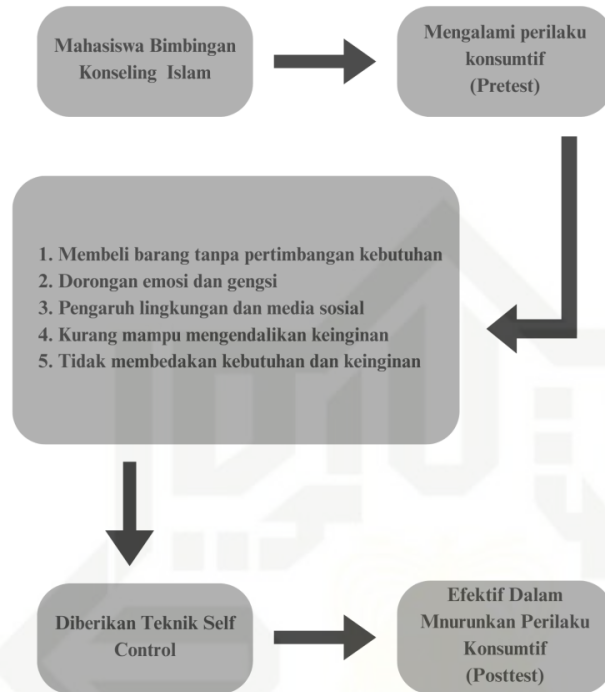 Mahasiswa Bimbingan
Konseling Islam
Mengalami perilaku
konsumtif
(Pretest)
1. Membeli barang tanpa pertimbangan kebutuhan
2. Dorongan emosi dan gengsi
3. Pengaruh lingkungan dan media sosial
4. Kurang mampu mengendalikan keinginan
5. Tidak membedakan kebutuhan dan keinginan
Diberikan Teknik Self
Control
Efektif Dalam
Mnurunkan Perilaku
Konsumtif
(Posttest)